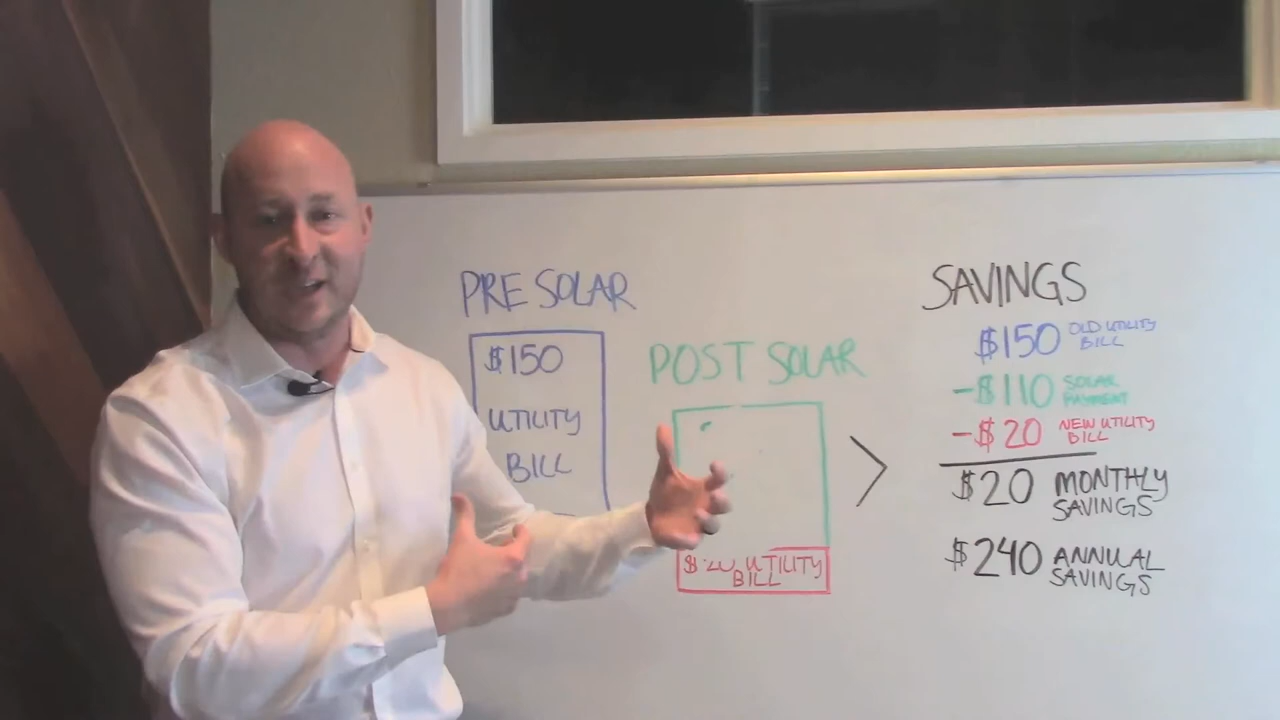 PRE SOLAR
$150
UTILITY
BILL
POST SOLAR
$20 UTILITY
BILL
SAVINGS
$150 OLD UTILITY
BILL
-$110 SOLAR
PAYMENT
-$20 NEW UTILITY
BILL
$20 MONTHLY
SAVINGS
$240 ANNUAL
SAVINGS